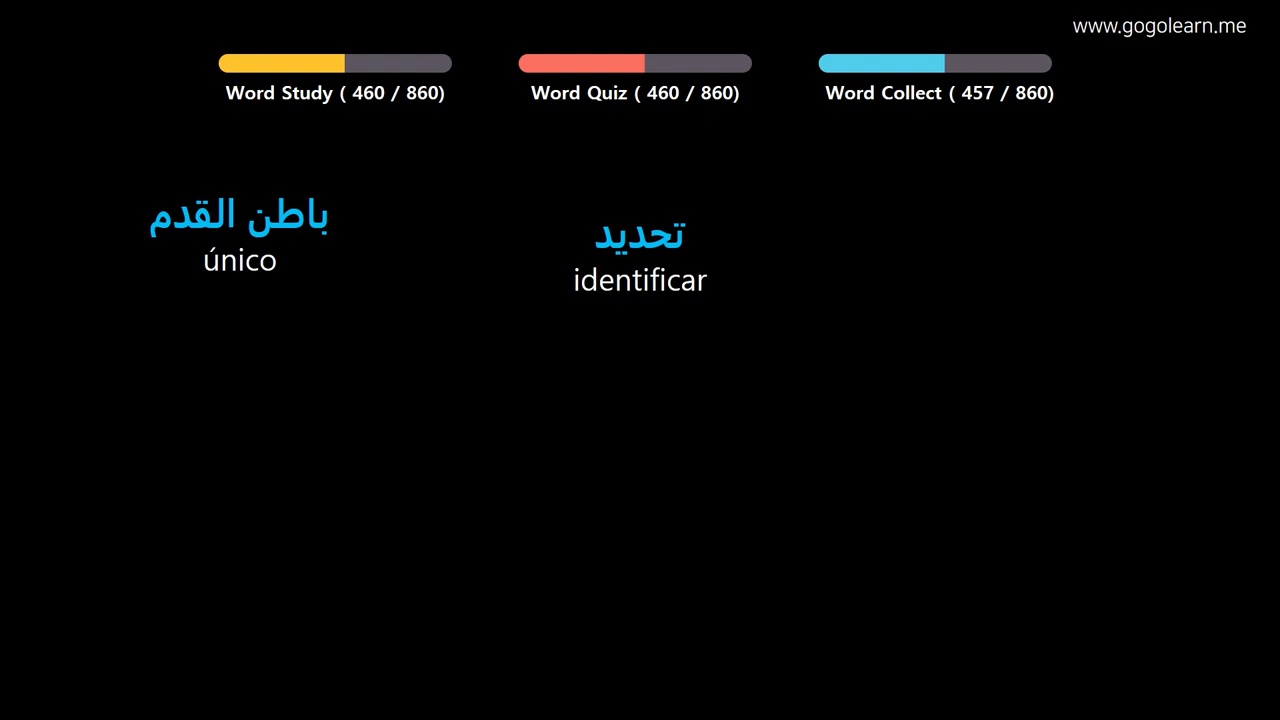 www.gogolearn.me
Word Study ( 460 / 860)
Word Quiz ( 460 / 860)
Word Collect ( 457 / 860)
باطن القدم
único
تحديد
identificar